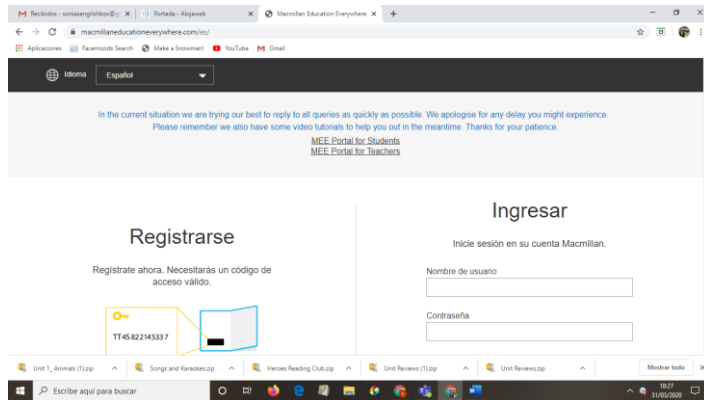 Recibidos - soniasenglishbox@g
Portada - Alojaweb
Macmillan Education Everywhere
macmillaneducationeverywhere.com/es/
Aplicaciones
Facemoods Search
Make a Snowman!
YouTube
Gmail
Idioma
Español
In the current situation we are trying our best to reply to all queries as quickly as possible. We apologise for any delay you might experience.
Please remember we also have some video tutorials to help you out in the meantime. Thanks for your patience.
MEE Portal for Students
MEE Portal for Teachers
Registrarse
Regístrate ahora. Necesitarás un código de
acceso válido.
TT45822145337
Ingresar
Inicie sesión en su cuenta Macmillan.
Nombre de usuario
Contraseña
Unit 1_Animals (1).zip
Songs and Karaokes.zip
Heroes Reading Club.zip
Unit Reviews (1).zip
Unit Reviews.zip
Mostrar todo
Escribe aquí para buscar
18:27
31/03/2020